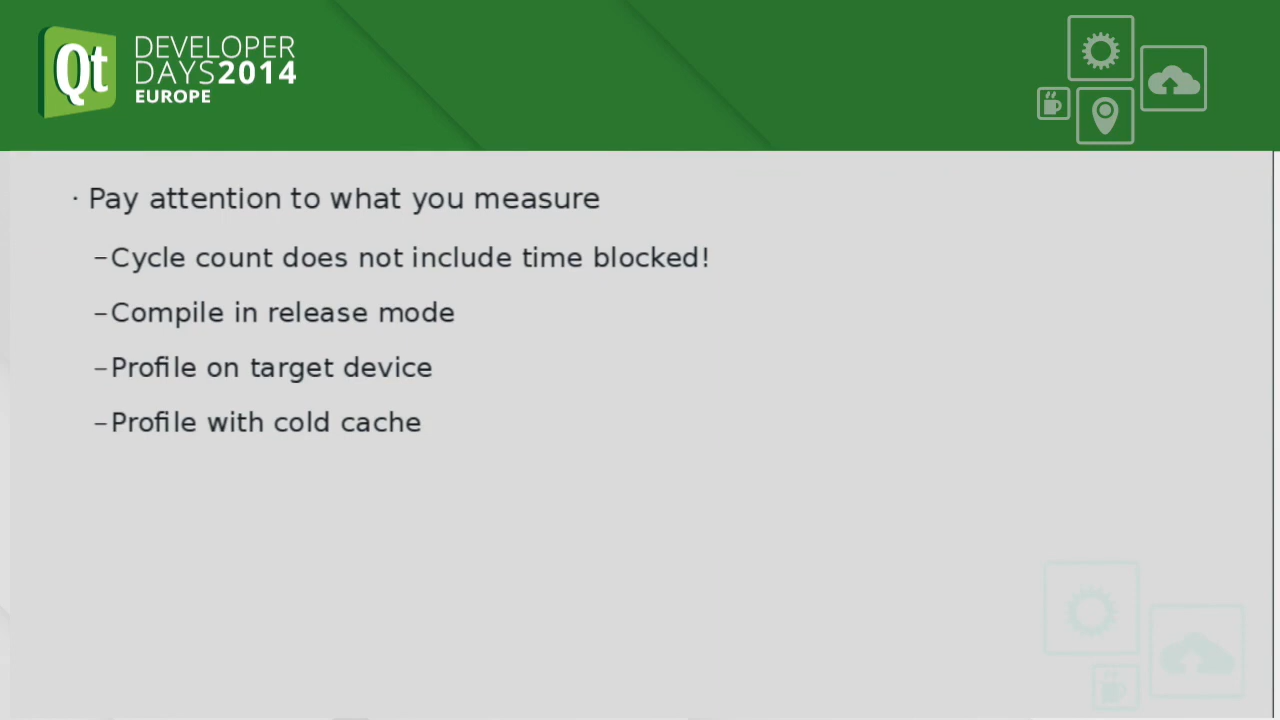 Qt DEVELOPER
DAYS2014
EUROPE
· Pay attention to what you measure
–Cycle count does not include time blocked!
–Compile in release mode
–Profile on target device
–Profile with cold cache